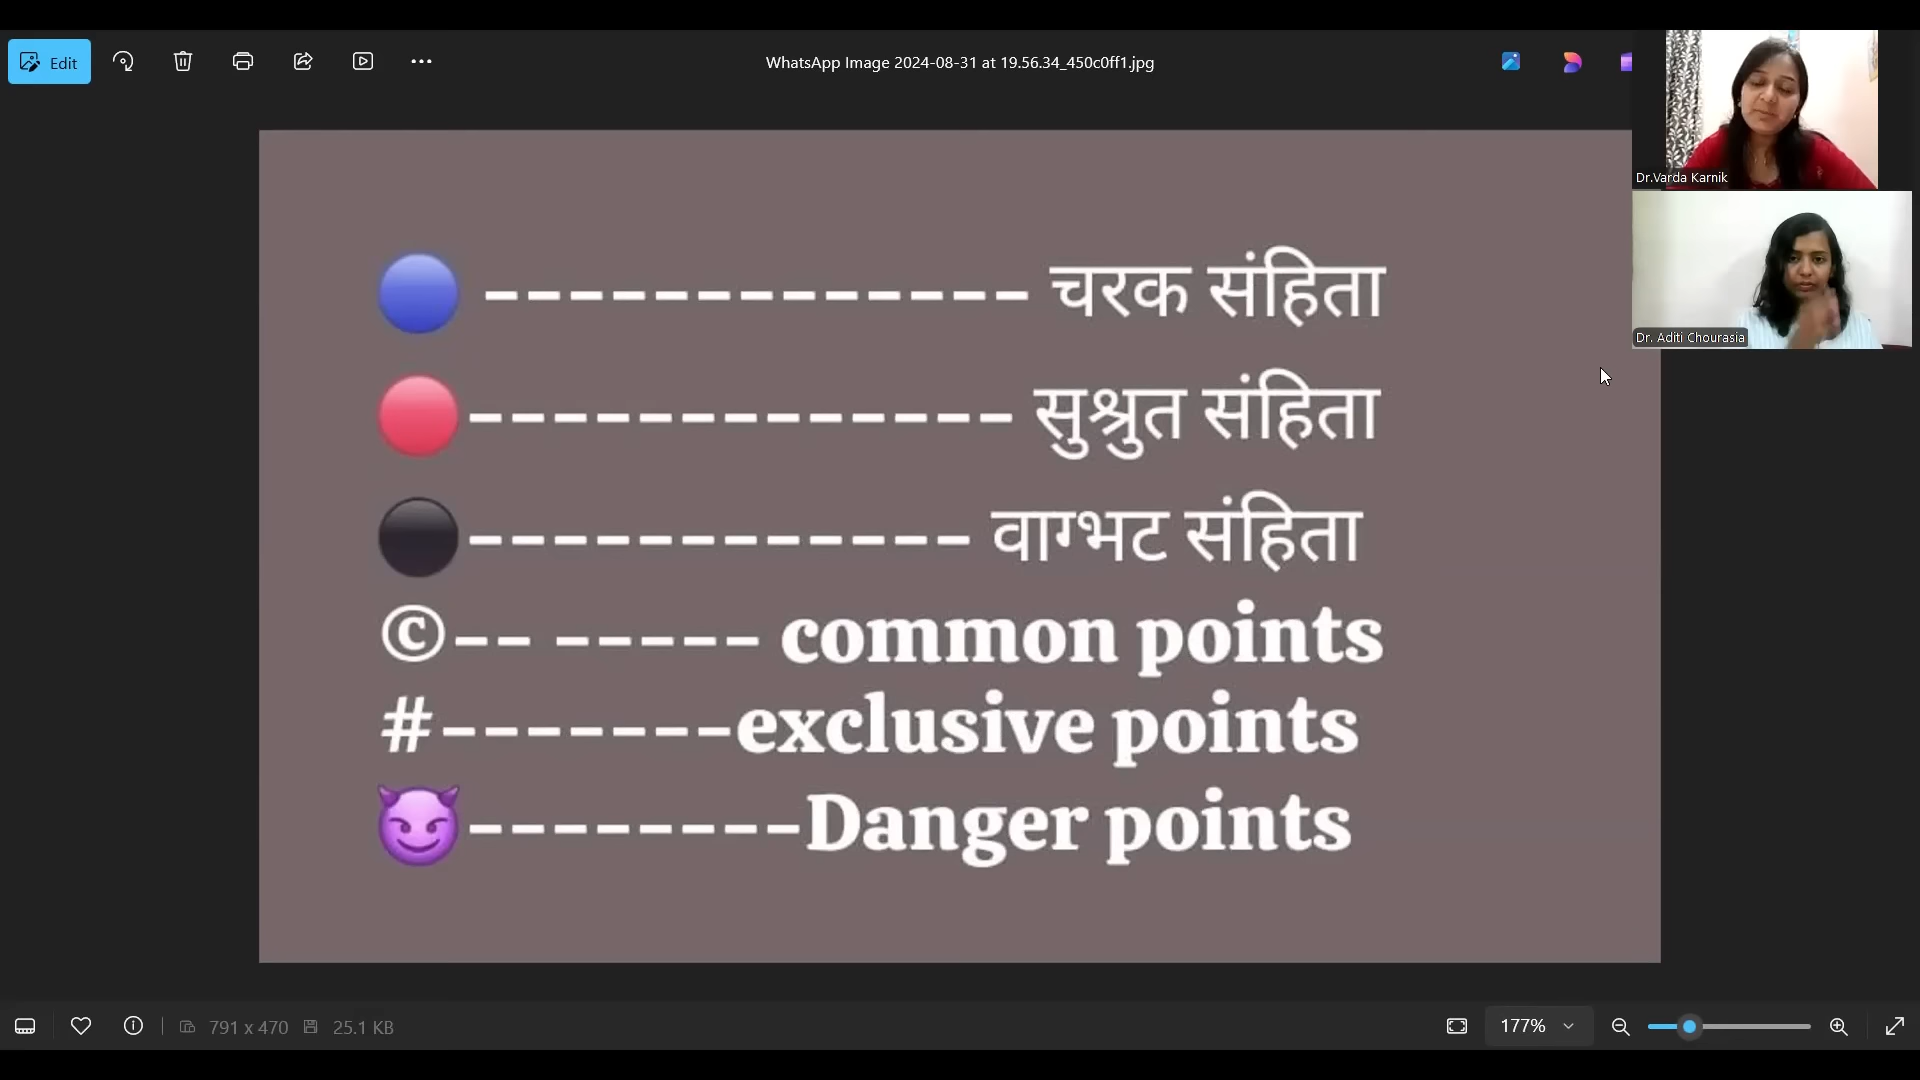 Edit
WhatsApp Image 2024-08-31 at 19.56.34_450c0ff1.jpg
Dr.Varda Karnik
Dr. Aditi Chourasia
🔵 ------------- चरक संहिता
🔴------------- सुश्रुत संहिता
⚫------------ वाग्भट संहिता
©-- ----- common points
#-------exclusive points
😈--------Danger points
791 x 470
25.1 KB
177%